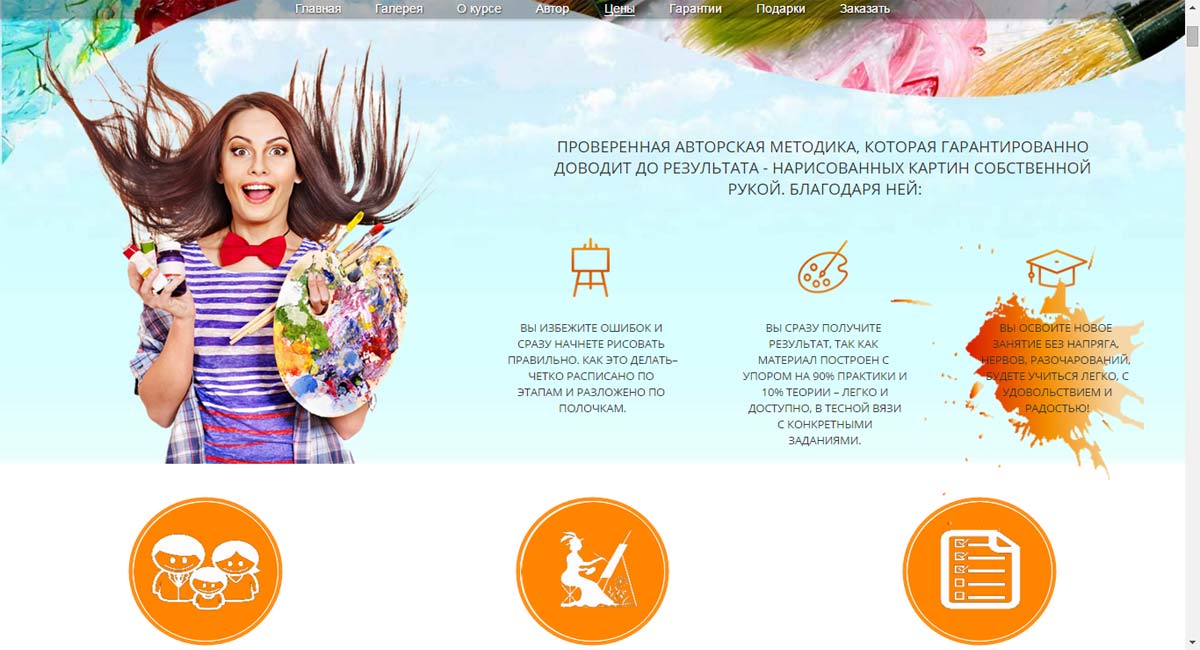 Главная Галерея О курсе Автор Цены Гарантии Подарки Заказать
ПРОВЕРЕННАЯ АВТОРСКАЯ МЕТОДИКА, КОТОРАЯ ГАРАНТИРОВАННО
ДОВОДИТ ДО РЕЗУЛЬТАТА - НАРИСОВАННЫХ КАРТИН СОБСТВЕННОЙ
РУКОЙ. БЛАГОДАРЯ НЕЙ:
ВЫ ИЗБЕЖИТЕ ОШИБОК И
СРАЗУ НАЧНЕТЕ РИСОВАТЬ
ПРАВИЛЬНО. КАК ЭТО ДЕЛАТЬ–
ЧЕТКО РАСПИСАНО ПО
ЭТАПАМ И РАЗЛОЖЕНО ПО
ПОЛОЧКАМ.
ВЫ СРАЗУ ПОЛУЧИТЕ
РЕЗУЛЬТАТ, ТАК КАК
МАТЕРИАЛ ПОСТРОЕН С
УПОРОМ НА 90% ПРАКТИКИ И
10% ТЕОРИИ – ЛЕГКО И
ДОСТУПНО, В ТЕСНОЙ ВЯЗИ
С КОНКРЕТНЫМИ
ЗАДАНИЯМИ.
ВЫ ОСВОИТЕ НОВОЕ
ЗАНЯТИЕ БЕЗ НАПРЯГА,
НЕРВОВ, РАЗОЧАРОВАНИЙ,
БУДЕТЕ УЧИТЬСЯ ЛЕГКО, С
УДОВОЛЬСТВИЕМ И
РАДОСТЬЮ!